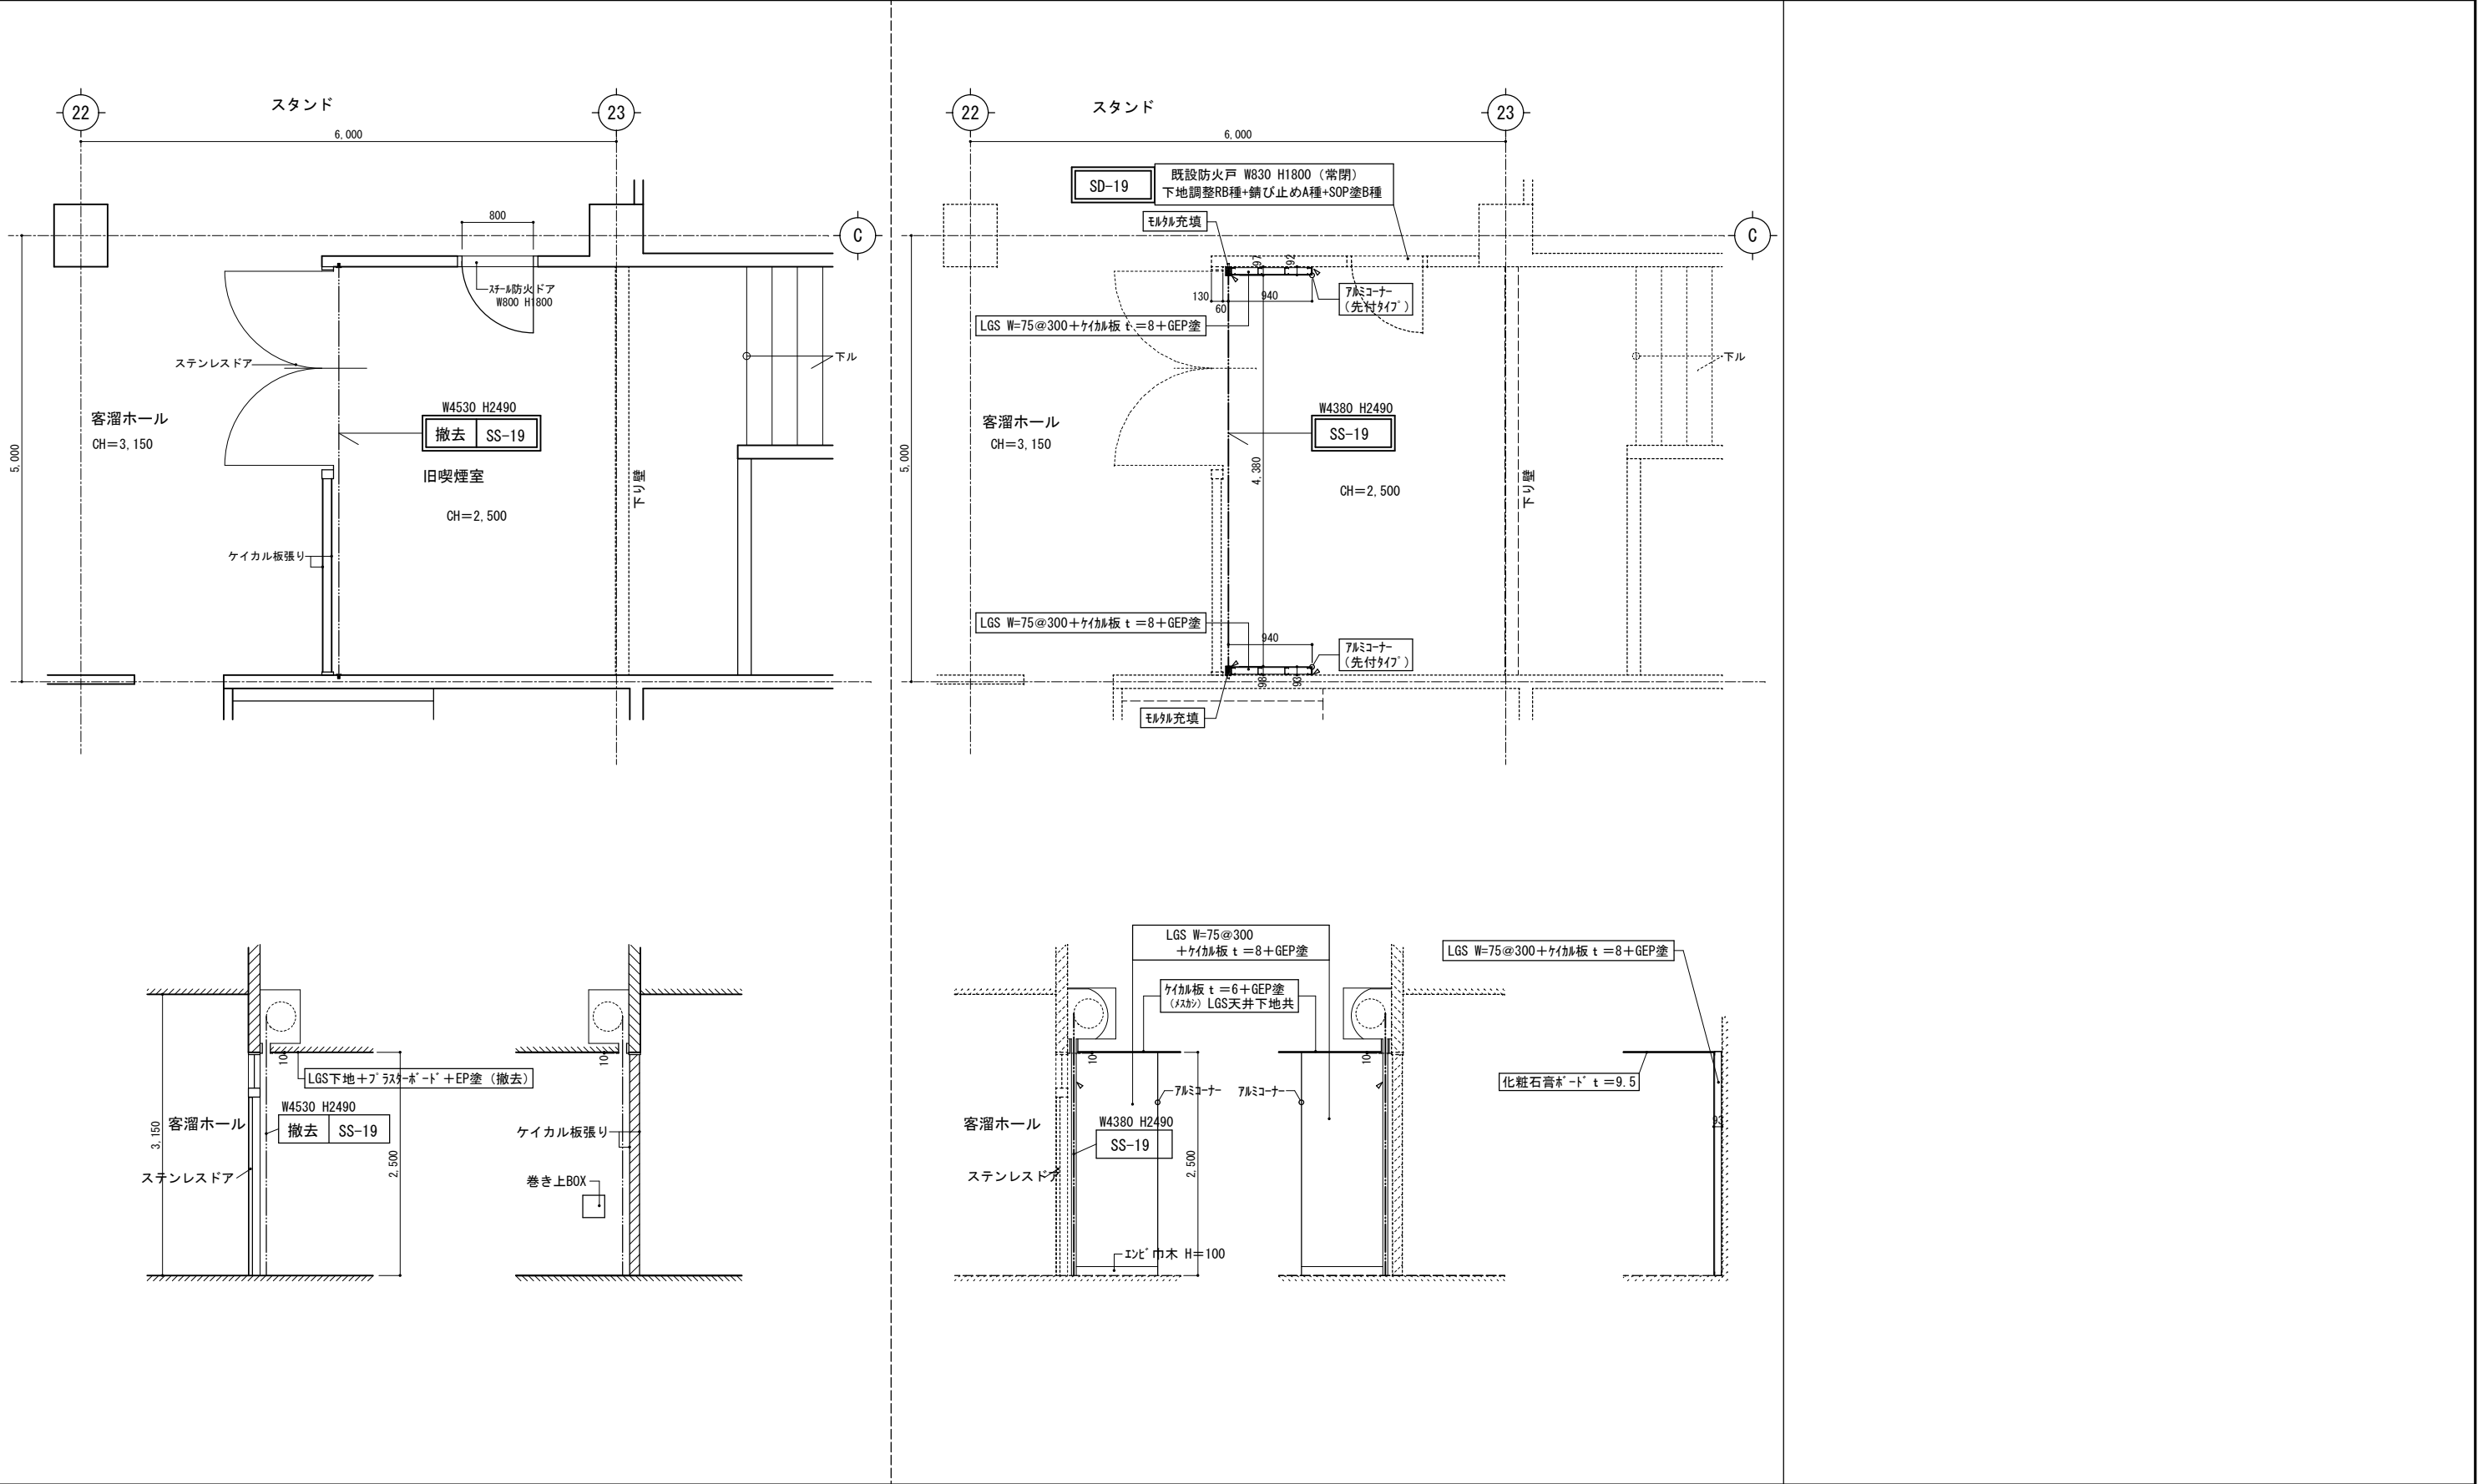 22
スタンド
23
6,000
800
C
スチール防火ドア
W800 H1800
ステンレスドア
下ル
客溜ホール
CH=3,150
W4530 H2490
撤去 SS-19
5,000
旧喫煙室
CH=2,500
下り壁
ケイカル板張り
22
スタンド
23
6,000
SD-19
既設防火戸 W830 H1800 (常閉)
下地調整RB種+錆び止めA種+SOP塗B種
モルタル充填
C
97
92
130
60
940
アルミコーナー
(先付タイプ)
LGS W=75@300+ケイカル板 t=8+GEP塗
下ル
客溜ホール
CH=3,150
W4380 H2490
SS-19
5,000
4,380
CH=2,500
下り壁
LGS W=75@300+ケイカル板 t=8+GEP塗
940
アルミコーナー
(先付タイプ)
98
93
モルタル充填
10
10
LGS下地+プラスターボード+EP塗 (撤去)
W4530 H2490
撤去 SS-19
客溜ホール
3,150
2,500
ステンレスドア
ケイカル板張り
巻き上BOX
LGS W=75@300
+ケイカル板 t=8+GEP塗
LGS W=75@300+ケイカル板 t=8+GEP塗
ケイカル板 t=6+GEP塗
(メスカシ) LGS天井下地共
10
10
アルミコーナー
アルミコーナー
化粧石膏ボード t=9.5
客溜ホール
W4380 H2490
SS-19
93
ステンレスドア
2,500
エンビ巾木 H=100